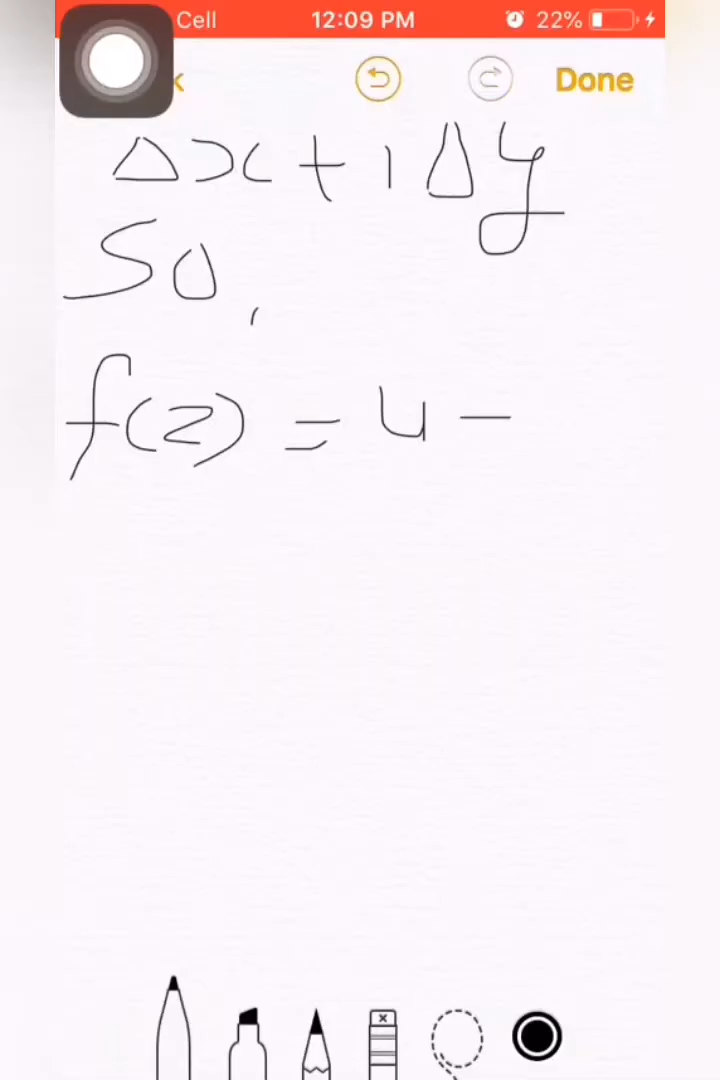 Cell 12:09 PM 22%
Done
Δx + iΔy
So,
f(z) = u −